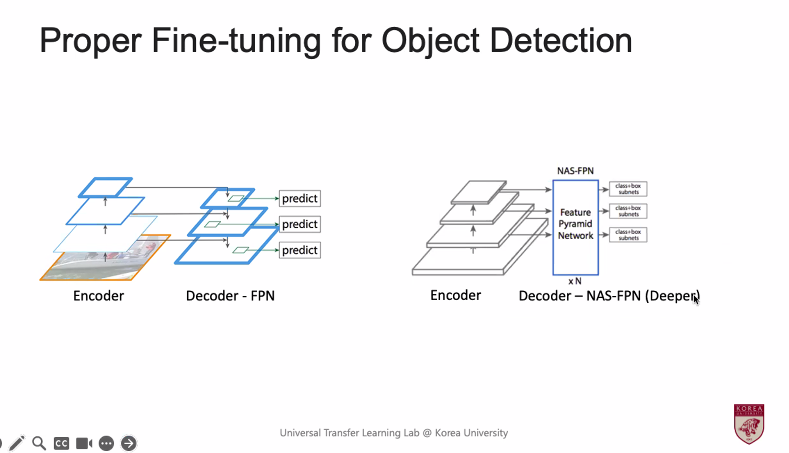 Proper Fine-tuning for Object Detection
predict
predict
predict
Encoder
Decoder - FPN
NAS-FPN
Feature
Pyramid
Network
x N
class+box
subnets
class+box
subnets
class+box
subnets
Encoder
Decoder – NAS-FPN (Deeper)
Universal Transfer Learning Lab @ Korea University
KOREA
CC